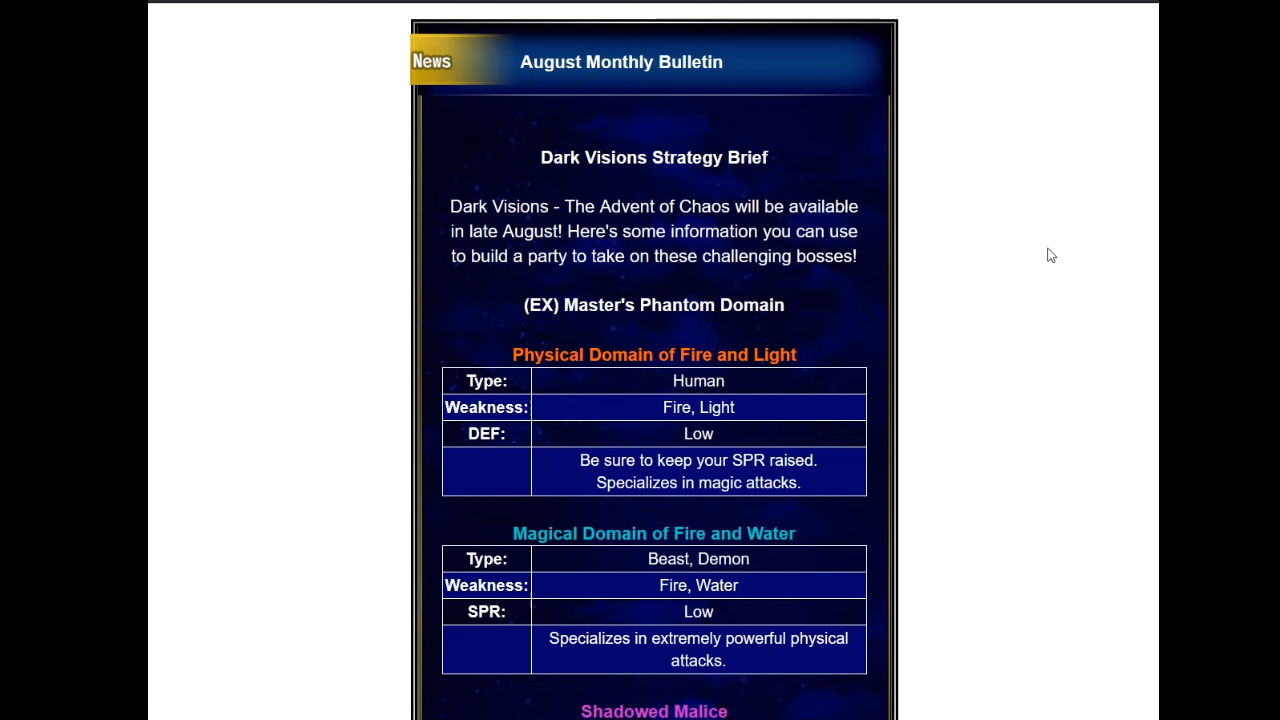 News
August Monthly Bulletin
Dark Visions Strategy Brief
Dark Visions - The Advent of Chaos will be available
in late August! Here's some information you can use
to build a party to take on these challenging bosses!
(EX) Master's Phantom Domain
Physical Domain of Fire and Light
Type: Human
Weakness: Fire, Light
DEF: Low
Be sure to keep your SPR raised.
Specializes in magic attacks.
Magical Domain of Fire and Water
Type: Beast, Demon
Weakness: Fire, Water
SPR: Low
Specializes in extremely powerful physical
attacks.
Shadowed Malice